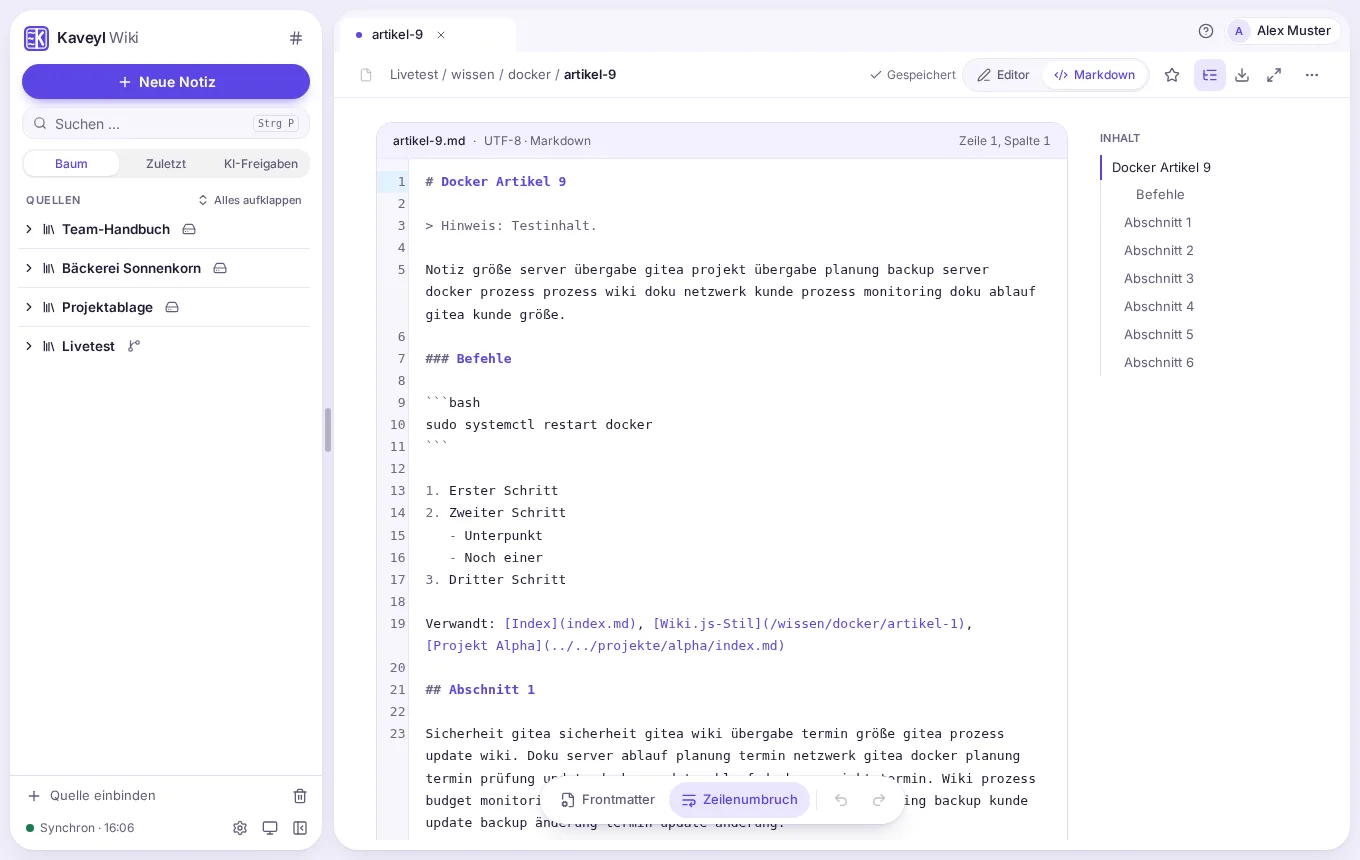 Kaveyl Wiki
Neue Notiz
Suchen ...
Strg P
Baum
Zuletzt
KI-Freigaben
QUELLEN
Alles aufklappen
Team-Handbuch
Bäckerei Sonnenkorn
Projektablage
Livetest
Quelle einbinden
Synchron · 16:06
artikel-9
A
Alex Muster
Livetest / wissen / docker / artikel-9
Gespeichert
Editor
Markdown
artikel-9.md · UTF-8 · Markdown
Zeile 1, Spalte 1
1 # Docker Artikel 9
2
3 > Hinweis: Testinhalt.
4
5 Notiz größe server übergabe gitea projekt übergabe planung backup server
docker prozess prozess wiki doku netzwerk kunde prozess monitoring doku ablauf
gitea kunde größe.
6
7 ### Befehle
8
9 ```bash
10 sudo systemctl restart docker
11 ```
12
13 1. Erster Schritt
14 2. Zweiter Schritt
15 - Unterpunkt
16 - Noch einer
17 3. Dritter Schritt
18
19 Verwandt: [Index](index.md), [Wiki.js-Stil](/wissen/docker/artikel-1),
[Projekt Alpha](../../projekte/alpha/index.md)
20
21 ## Abschnitt 1
22
23 Sicherheit gitea sicherheit gitea wiki übergabe termin größe gitea prozess
update wiki. Doku server ablauf planung termin netzwerk gitea docker planung
termin prüfung termin. Wiki prozess
budget backup kunde
update backup änderung termin update änderung.
Frontmatter
Zeilenumbruch
INHALT
Docker Artikel 9
Befehle
Abschnitt 1
Abschnitt 2
Abschnitt 3
Abschnitt 4
Abschnitt 5
Abschnitt 6